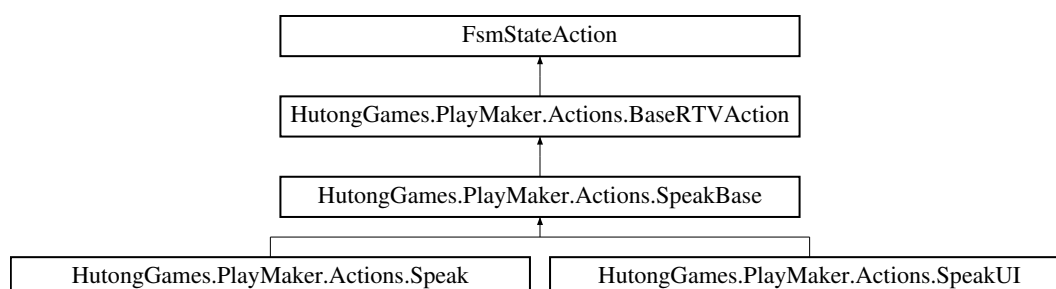 FsmStateAction
HutongGames.PlayMaker.Actions.BaseRTVAction
HutongGames.PlayMaker.Actions.SpeakBase
HutongGames.PlayMaker.Actions.Speak
HutongGames.PlayMaker.Actions.SpeakUI